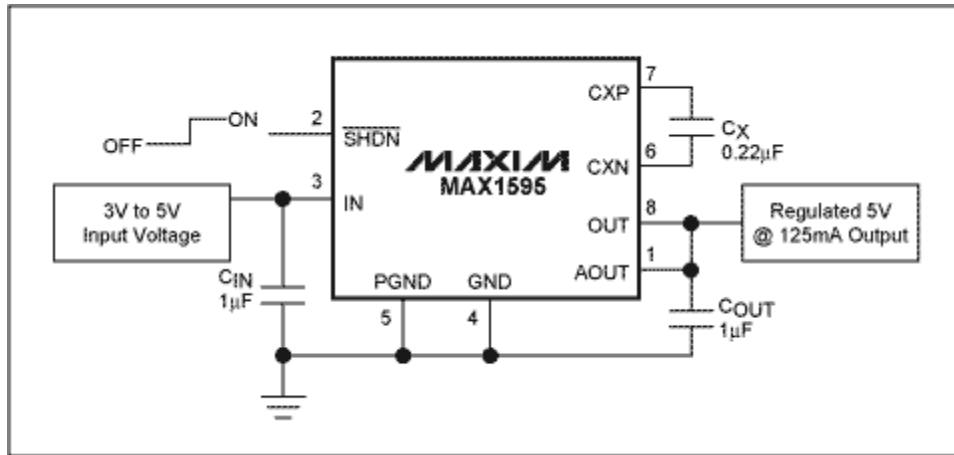 OFF
ON
2
SHDN
3
IN
3V to 5V
Input Voltage
CIN
1µF
MAXIM
MAX1595
PGND
GND
5
4
7
CXP
CX
0.22µF
6
CXN
8
OUT
1
AOUT
Regulated 5V
@ 125mA Output
COUT
1µF